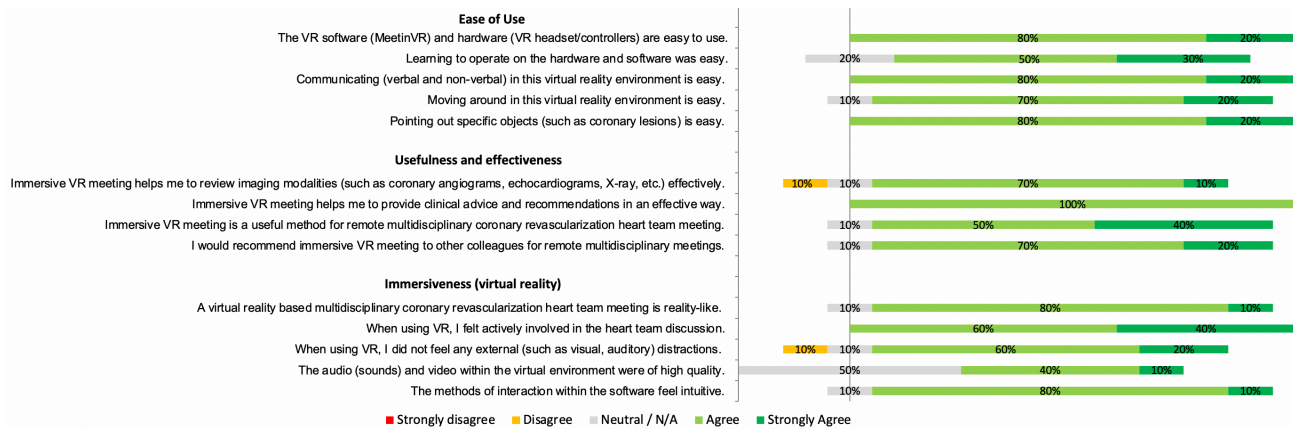 Ease of Use
The VR software (MeetinVR) and hardware (VR headset/controllers) are easy to use. 80% 20%
Learning to operate on the hardware and software was easy. 20% 50% 30%
Communicating (verbal and non-verbal) in this virtual reality environment is easy. 80% 20%
Moving around in this virtual reality environment is easy. 10% 70% 20%
Pointing out specific objects (such as coronary lesions) is easy. 80% 20%
Usefulness and effectiveness
Immersive VR meeting helps me to review imaging modalities (such as coronary angiograms, echocardiograms, X-ray, etc.) effectively. 10% 10% 70% 10%
Immersive VR meeting helps me to provide clinical advice and recommendations in an effective way. 100%
Immersive VR meeting is a useful method for remote multidisciplinary coronary revascularization heart team meeting. 10% 50% 40%
I would recommend immersive VR meeting to other colleagues for remote multidisciplinary meetings. 10% 70% 20%
Immersiveness (virtual reality)
A virtual reality based multidisciplinary coronary revascularization heart team meeting is reality-like. 10% 80% 10%
When using VR, I felt actively involved in the heart team discussion. 60% 40%
When using VR, I did not feel any external (such as visual, auditory) distractions. 10% 10% 60% 20%
The audio (sounds) and video within the virtual environment were of high quality. 50% 40% 10%
The methods of interaction within the software feel intuitive. 10% 80% 10%
Strongly disagree Disagree Neutral / N/A Agree Strongly Agree